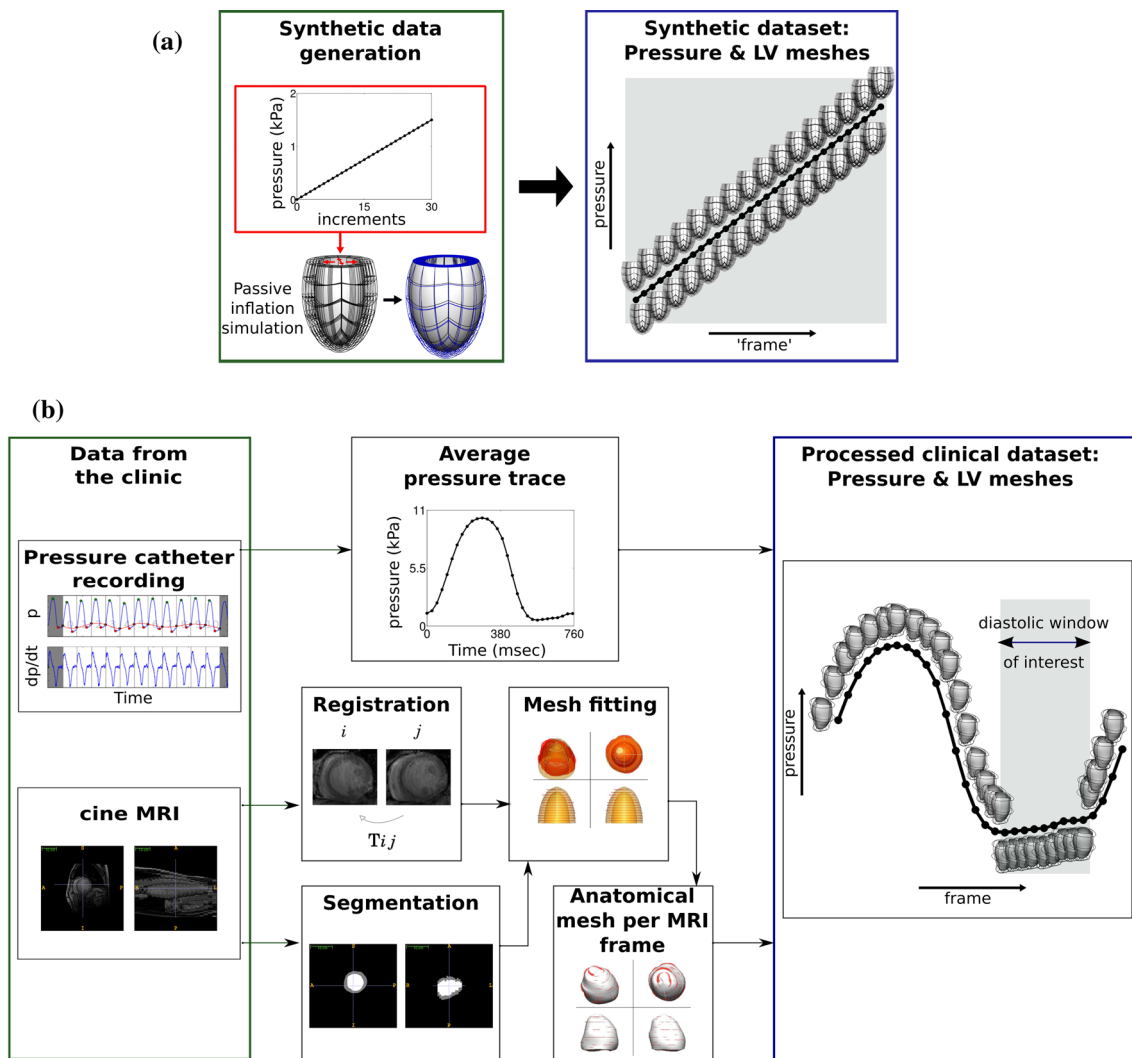 (a)
Synthetic data
generation
pressure (kPa)
2
1
0
0
15
30
increments
Passive
inflation
simulation
Synthetic dataset:
Pressure & LV meshes
pressure
'frame'
(b)
Data from
the clinic
Pressure catheter
recording
p
dp/dt
Time
cine MRI
Average
pressure trace
pressure (kPa)
11
5.5
0
0
380
760
Time (msec)
Registration
i
j
Tij
Segmentation
Mesh fitting
Anatomical
mesh per MRI
frame
Processed clinical dataset:
Pressure & LV meshes
diastolic window
of interest
pressure
frame